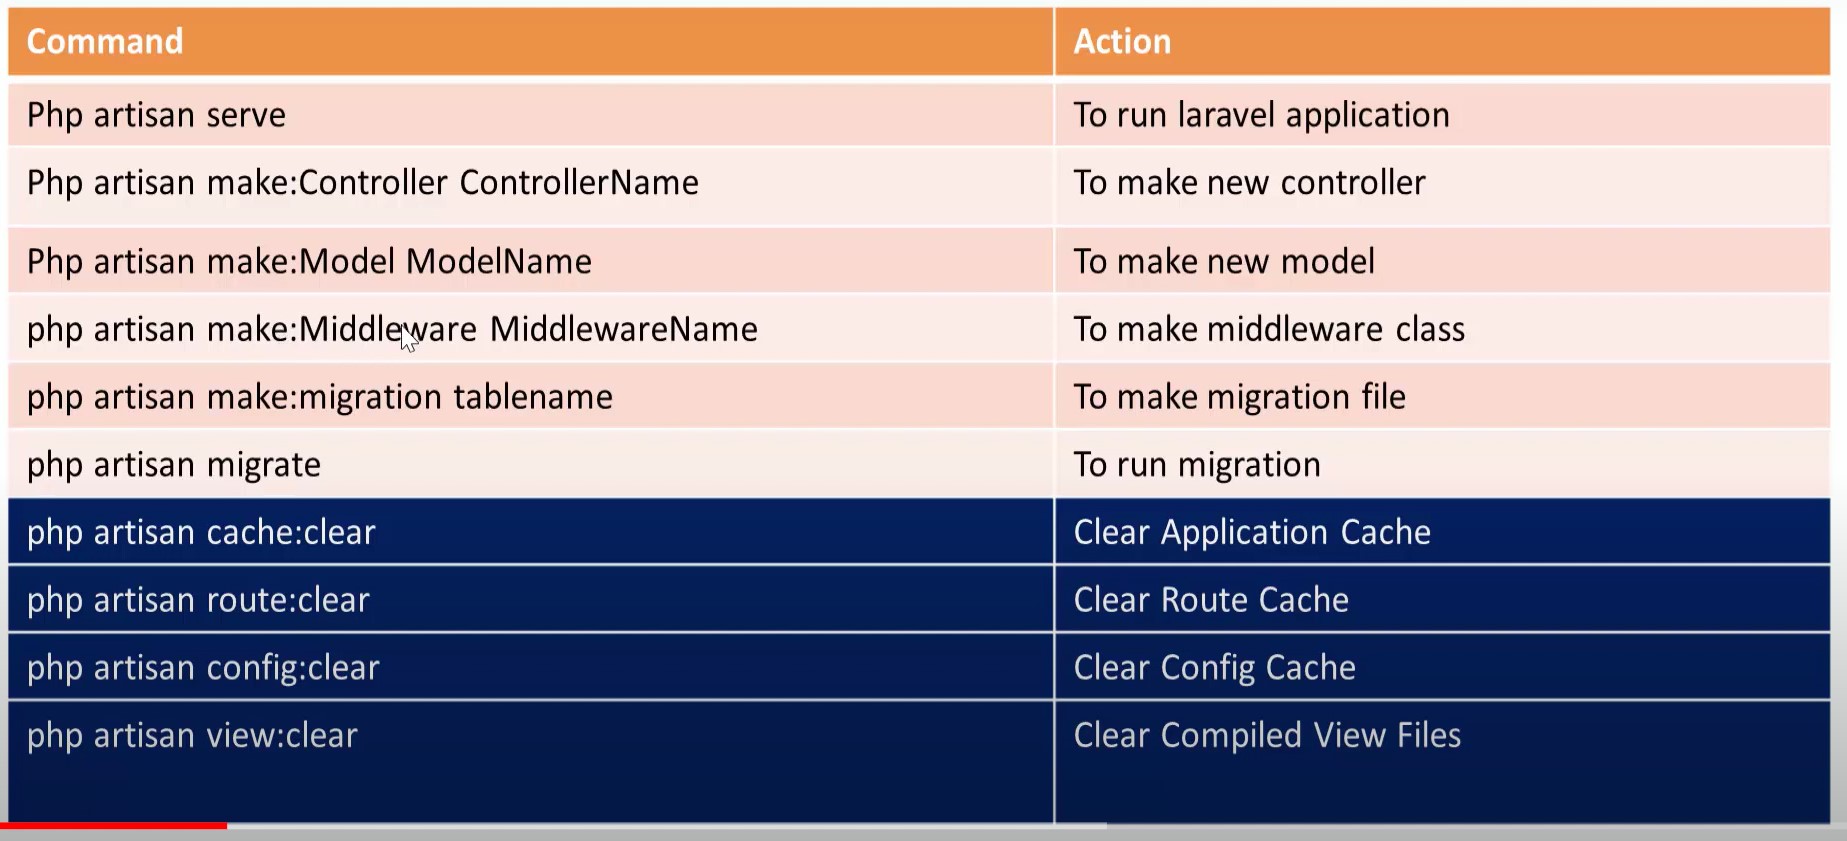 Command Action
Php artisan serve To run laravel application
Php artisan make:Controller ControllerName To make new controller
Php artisan make:Model ModelName To make new model
php artisan make:Middleware MiddlewareName To make middleware class
php artisan make:migration tablename To make migration file
php artisan migrate To run migration
php artisan cache:clear Clear Application Cache
php artisan route:clear Clear Route Cache
php artisan config:clear Clear Config Cache
php artisan view:clear Clear Compiled View Files